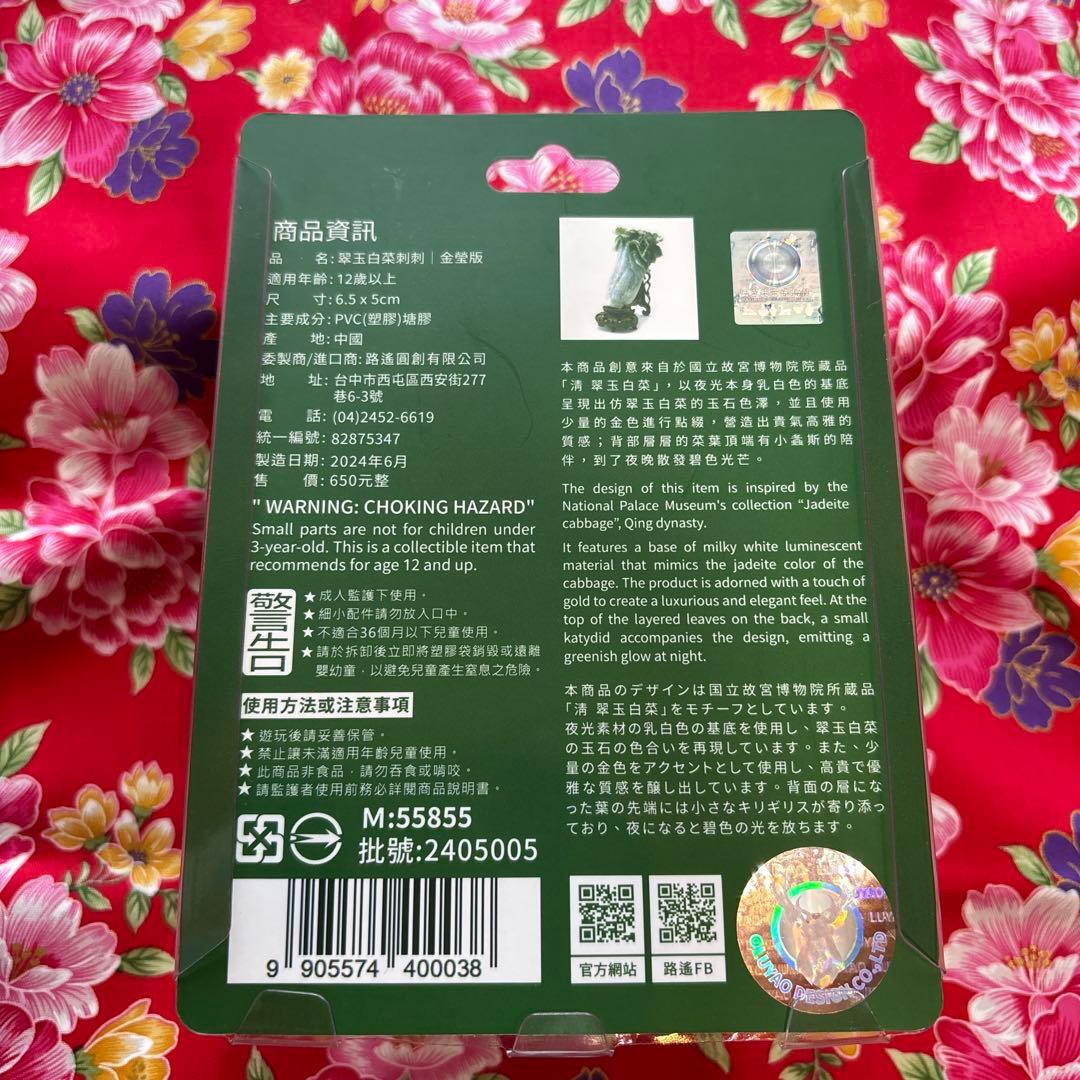 商品資訊
品　　名:翠玉白菜刺刺｜金瑩版
適用年齡:12歲以上
尺　　寸:6.5 x 5cm
主要成分:PVC(塑膠)塘膠
產　　地:中國
委製商/進口商:路遙圓創有限公司
地　　址:台中市西屯區西安街277
巷6-3號
電　　話:(04)2452-6619
統一編號:82875347
製造日期:2024年6月
售　　價:650元整
" WARNING: CHOKING HAZARD"
Small parts are not for children under
3-year-old. This is a collectible item that
recommends for age 12 and up.
警告
★成人監護下使用。
★細小配件請勿放入口中。
★不適合36個月以下兒童使用。
★請於拆卸後立即將塑膠袋銷毀或遠離
嬰幼童，以避免兒童產生窒息之危險。
使用方法或注意事項
★遊玩後請妥善保管。
★禁止讓未滿適用年齡兒童使用。
★此商品非食品，請勿吞食或啃咬。
★請監護者使用前務必詳閱商品說明書。
M:55855
批號:2405005
9 905574 400038
本商品創意來自於國立故宮博物院院藏品
「清 翠玉白菜」，以夜光本身乳白色的基底
呈現出仿翠玉白菜的玉石色澤，並且使用
少量的金色進行點綴，營造出貴氣高雅的
質感；背部層層的菜葉頂端有小螽斯的陪
伴，到了夜晚散發碧色光芒。
The design of this item is inspired by the
National Palace Museum's collection "Jadeite
cabbage", Qing dynasty.
It features a base of milky white luminescent
material that mimics the jadeite color of the
cabbage. The product is adorned with a touch of
gold to create a luxurious and elegant feel. At the
top of the layered leaves on the back, a small
katydid accompanies the design, emitting a
greenish glow at night.
本商品のデザインは国立故宮博物院所蔵品
「清 翠玉白菜」をモチーフとしています。
夜光素材の乳白色の基底を使用し、翠玉白菜
の玉石の色合いを再現しています。また、少
量の金色をアクセントとして使用し、高貴で優
雅な質感を醸し出しています。背面の層にな
った葉の先端には小さなキリギリスが寄り添っ
ており、夜になると碧色の光を放ちます。
官方網站
路遙FB
DESIGN CO.,LTD